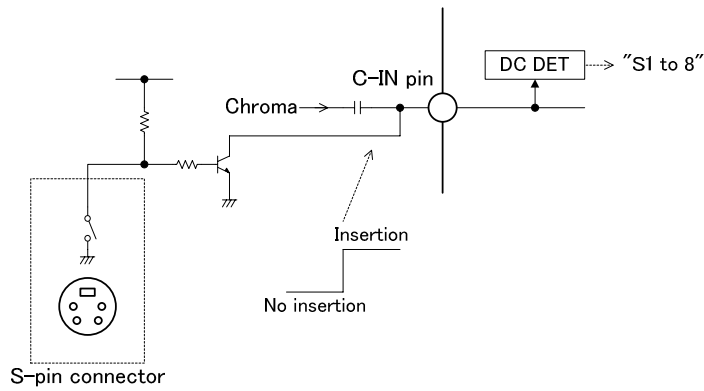 DC DET
"S1 to 8"
C-IN pin
Chroma
Insertion
No insertion
S-pin connector